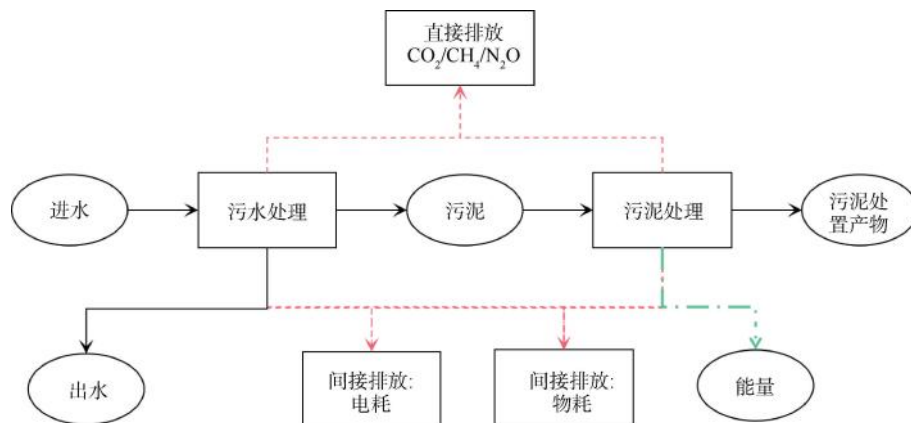 直接排放
CO₂/CH₄/N₂O
进水
污水处理
污泥
污泥处理
污泥处
置产物
出水
间接排放:
电耗
间接排放:
物耗
能量